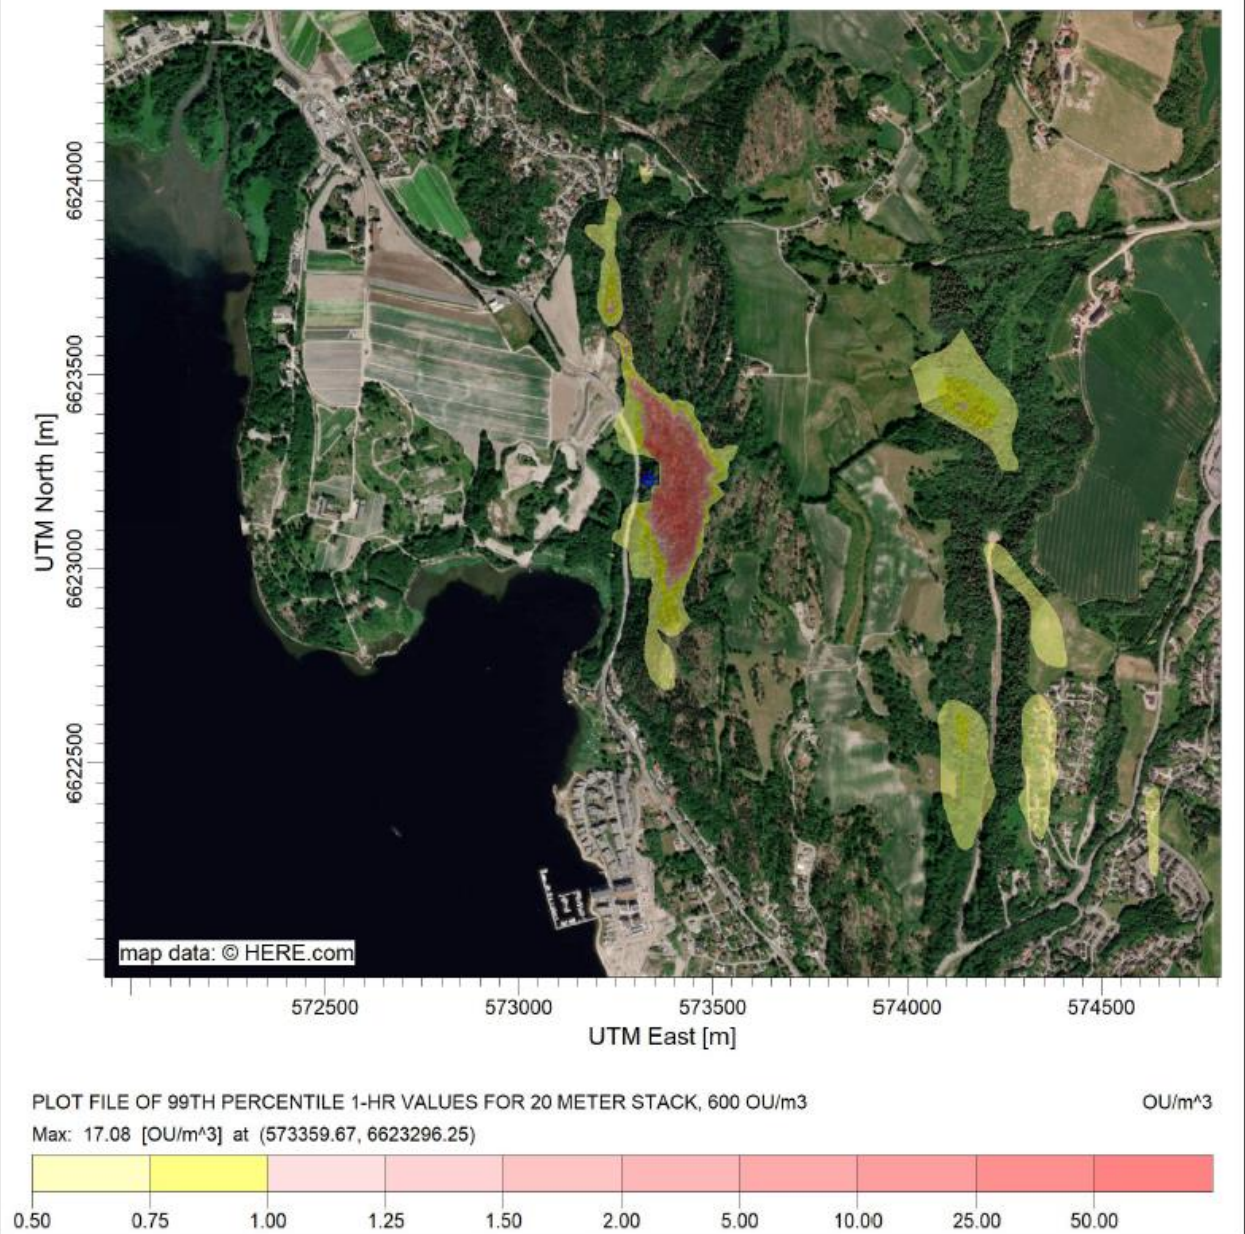 6624000
6623500
6623000
6622500
UTM North [m]
map data: © HERE.com
572500 573000 573500 574000 574500
UTM East [m]
PLOT FILE OF 99TH PERCENTILE 1-HR VALUES FOR 20 METER STACK, 600 OU/m3 OU/m^3
Max: 17.08 [OU/m^3] at (573359.67, 6623296.25)
0.50 0.75 1.00 1.25 1.50 2.00 5.00 10.00 25.00 50.00